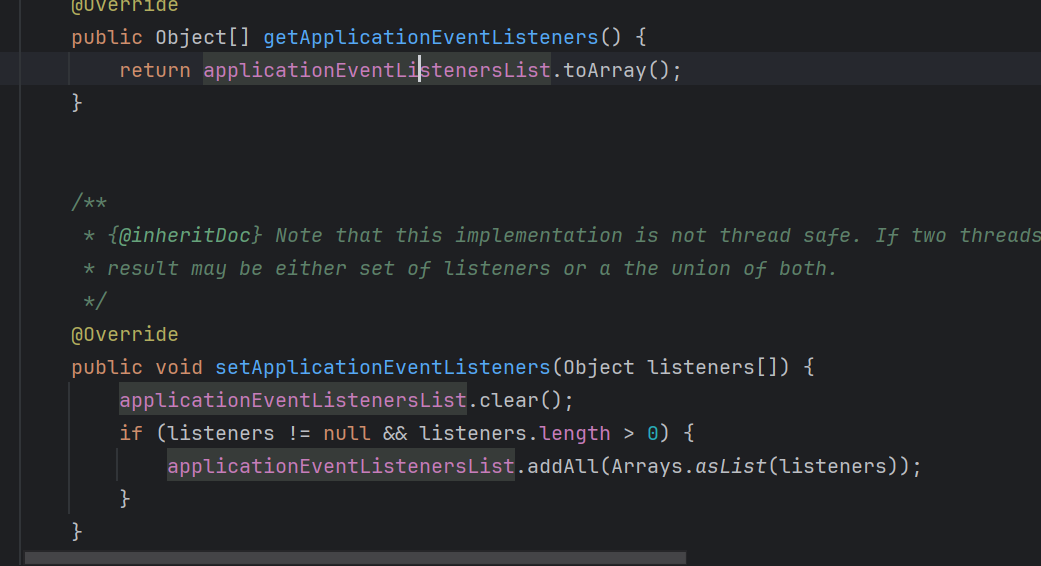 @Override
public Object[] getApplicationEventListeners() {
return applicationEventListenersList.toArray();
}
/**
* {@inheritDoc} Note that this implementation is not thread safe. If two threads
* result may be either set of listeners or a the union of both.
*/
@Override
public void setApplicationEventListeners(Object listeners[]) {
applicationEventListenersList.clear();
if (listeners != null && listeners.length > 0) {
applicationEventListenersList.addAll(Arrays.asList(listeners));
}
}